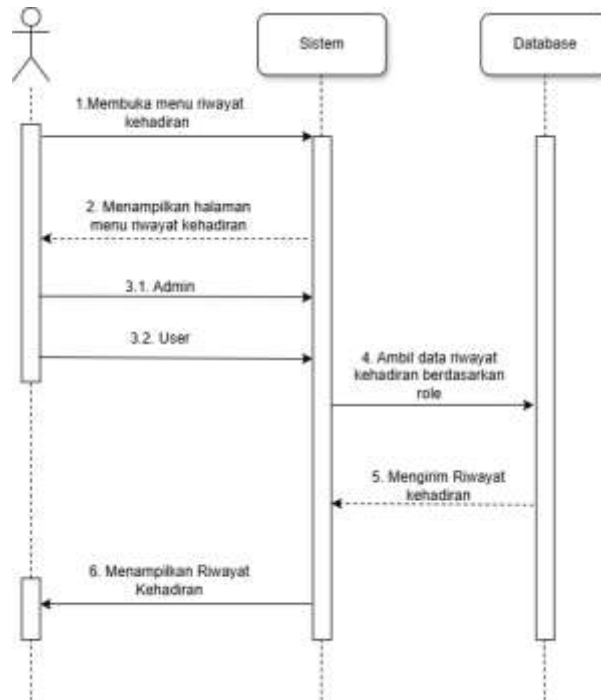 Sistem
Database
1.Membuka menu riwayat
kehadiran
2. Menampilkan halaman
menu riwayat kehadiran
3.1. Admin
3.2. User
4. Ambil data riwayat
kehadiran berdasarkan
role
5. Mengirim Riwayat
kehadiran
6. Menampilkan Riwayat
Kehadiran